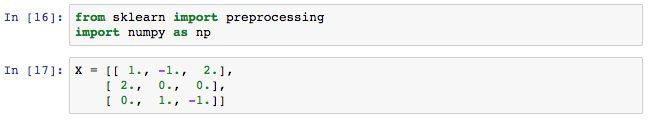 In [16]: from sklearn import preprocessing
import numpy as np
In [17]: X = [[ 1., -1.,  2.],
[ 2.,  0.,  0.],
[ 0.,  1., -1.]]